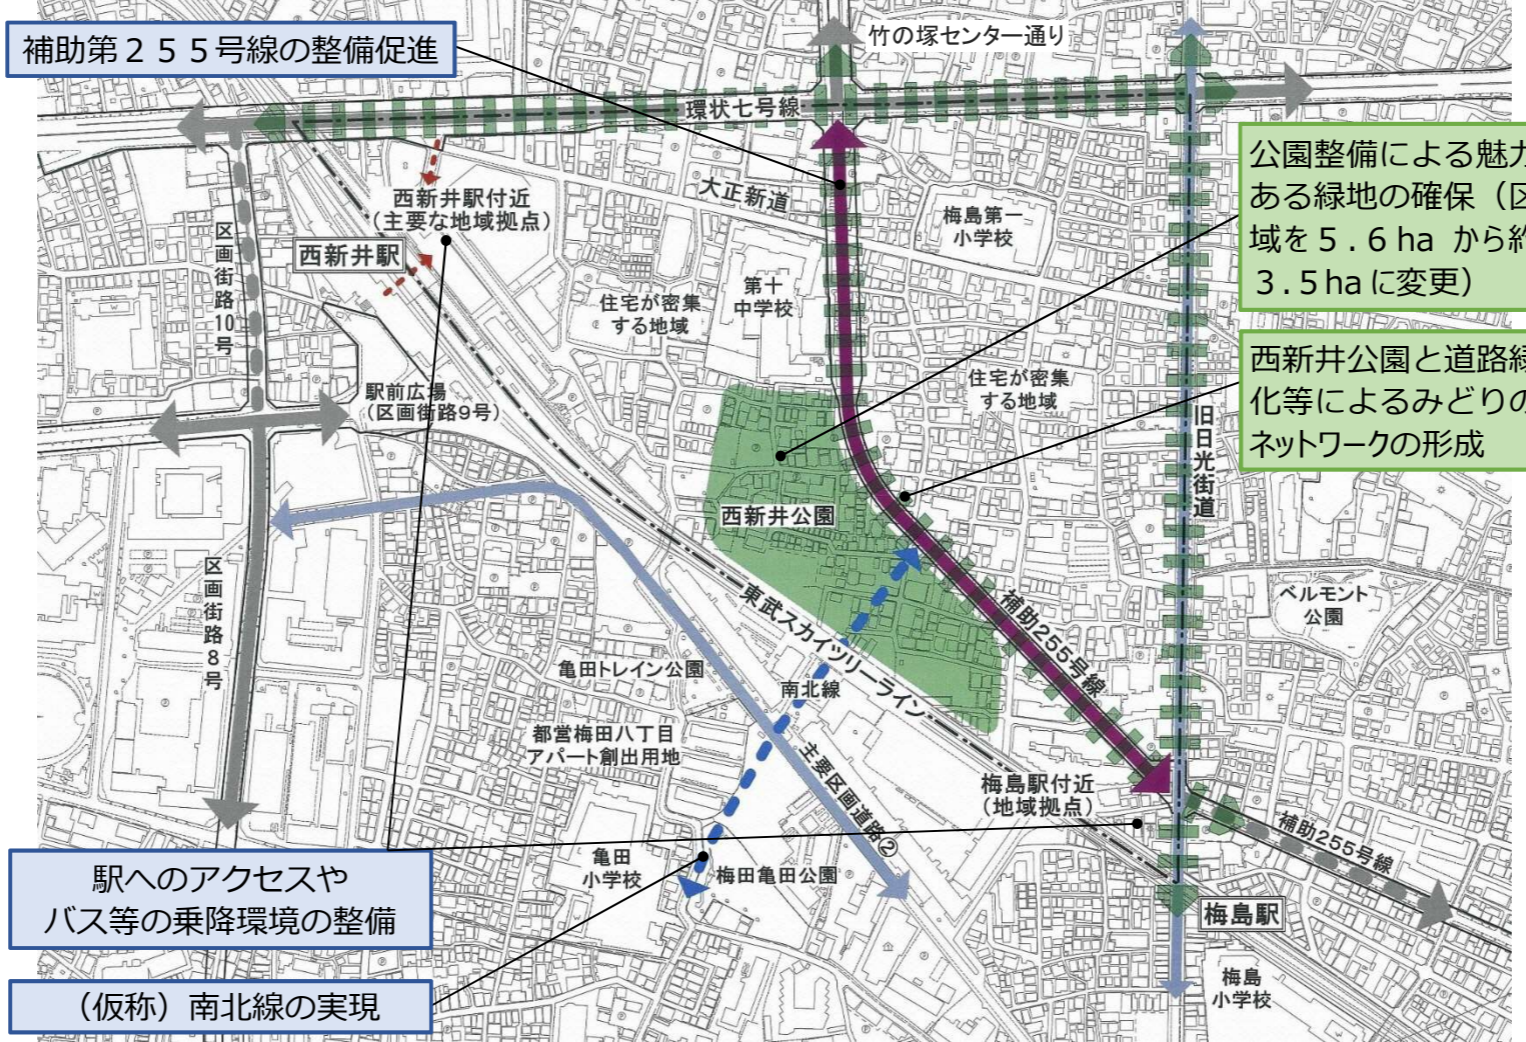 補助第２５５号線の整備促進
竹の塚センター通り
環状七号線
公園整備による魅力
ある緑地の確保（区
域を５.６ha から約
３.５haに変更）
大正新道
西新井駅付近
（主要な地域拠点）
西新井駅
梅島第一
小学校
区画街路10号
第十
中学校
住宅が密集
する地域
西新井公園と道路緑
化等によるみどりの
ネットワークの形成
住宅が密集
する地域
駅前広場
（区画街路9号）
旧日光街道
西新井公園
区画街路8号
東武スカイツリーライン
補助255号線
ベルモント
公園
亀田トレイン公園
南北線
都営梅田八丁目
アパート創出用地
主要区画道路②
梅島駅付近
（地域拠点）
補助255号線
亀田
小学校
梅田亀田公園
駅へのアクセスや
バス等の乗降環境の整備
梅島駅
（仮称）南北線の実現
梅島
小学校